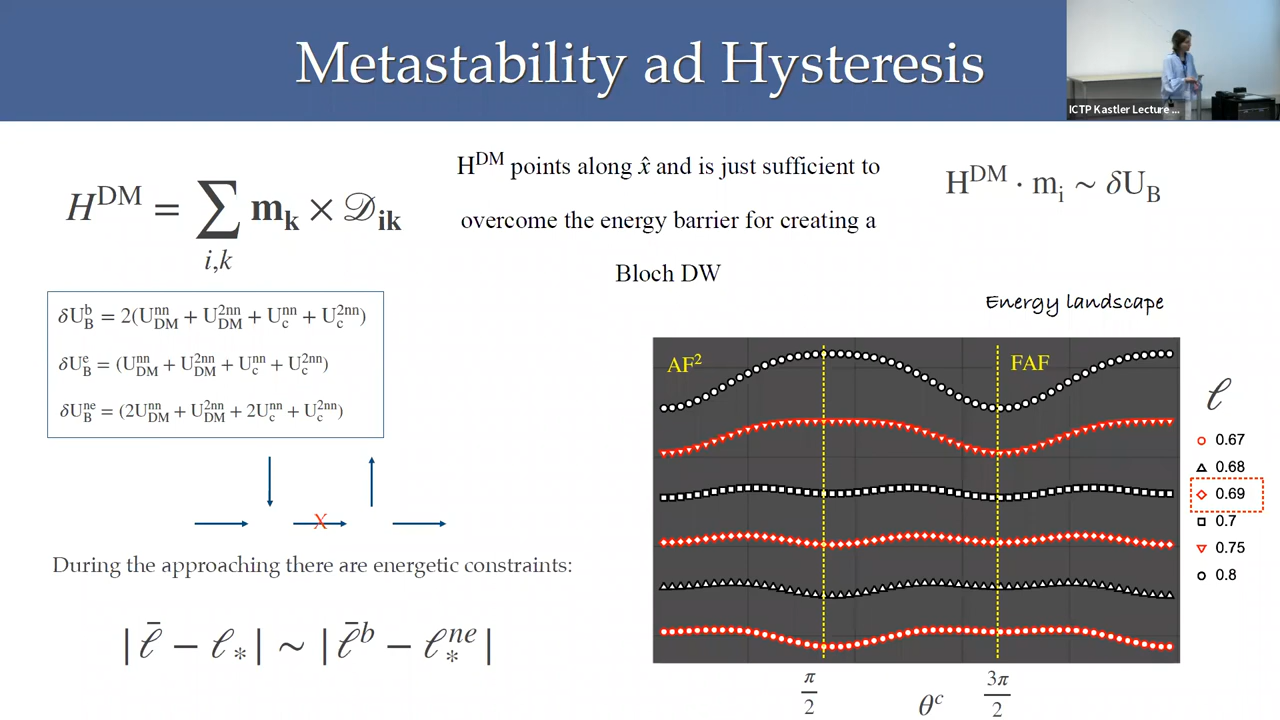 Metastability ad Hysteresis
ICTP Kastler Lecture ...
H^DM = ∑_{i,k} m_k × 𝒟_ik
H^DM points along x̂ and is just sufficient to
overcome the energy barrier for creating a
Bloch DW
H^DM · m_i ~ δU_B
δU_B^b = 2(U_DM^nn + U_DM^2nn + U_c^nn + U_c^2nn)
δU_B^e = (U_DM^nn + U_DM^2nn + U_c^nn + U_c^2nn)
δU_B^ne = (2U_DM^nn + U_DM^2nn + 2U_c^nn + U_c^2nn)
X
During the approaching there are energetic constraints:
|ℓ̄ − ℓ_*| ~ |ℓ̄^b − ℓ_*^ne|
Energy landscape
AF²
FAF
ℓ
0.67
0.68
0.69
0.7
0.75
0.8
π/2
θ^c
3π/2